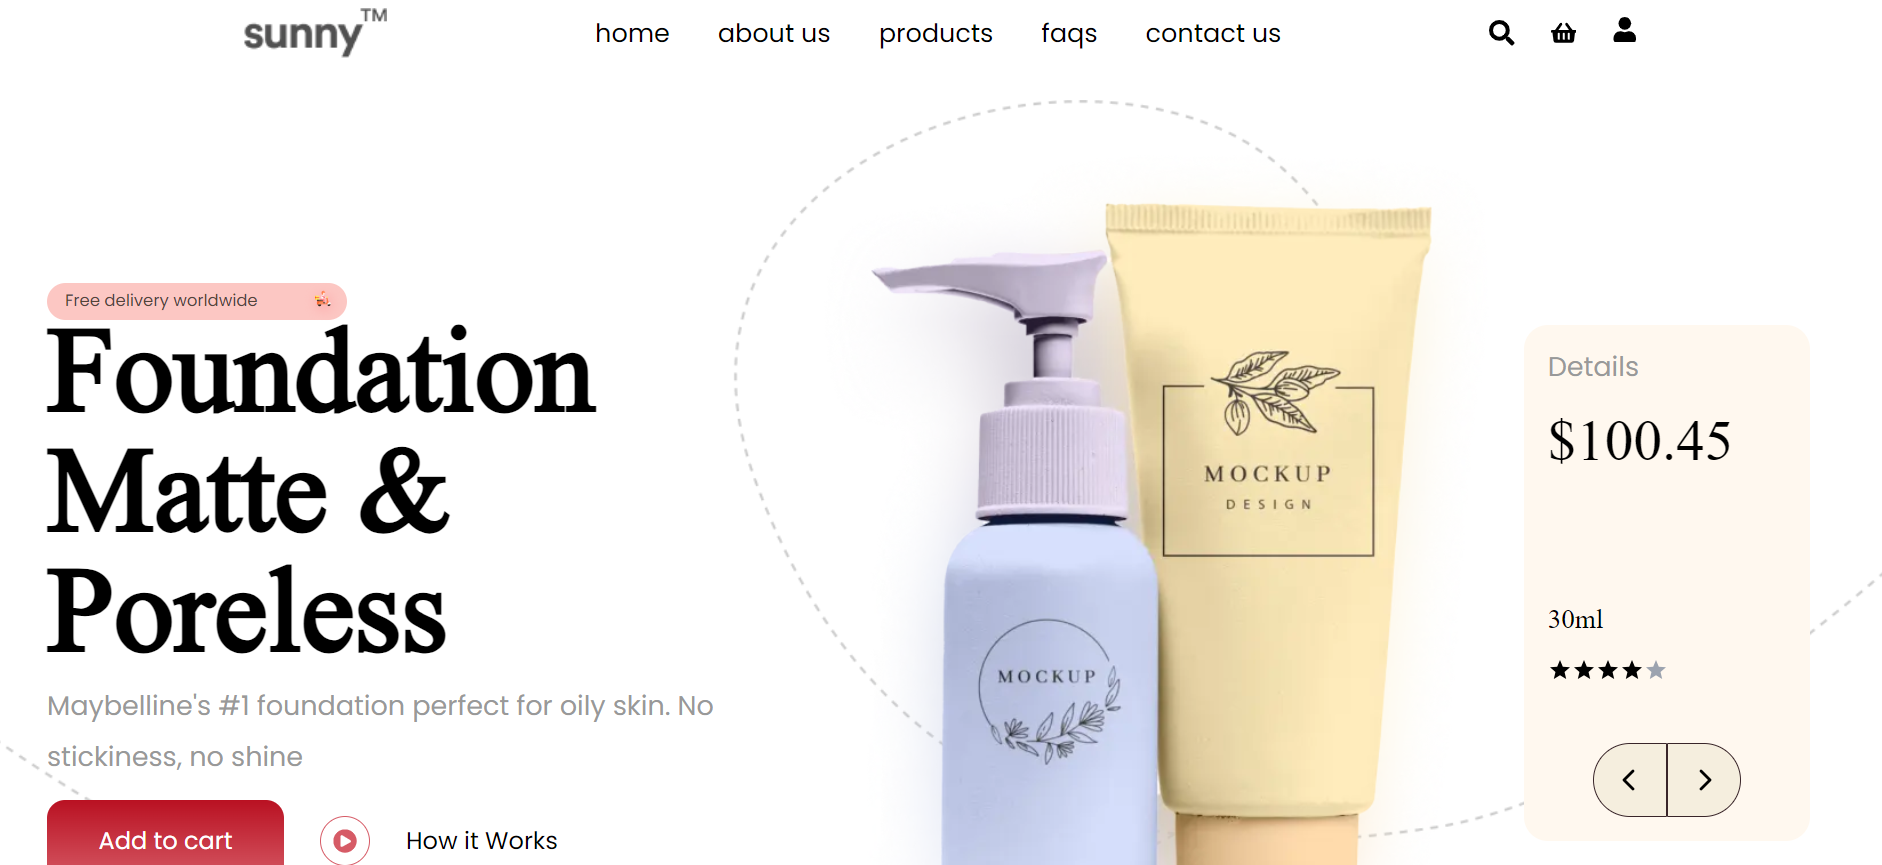 sunny™
home about us products faqs contact us
Free delivery worldwide
Foundation
Matte &
Poreless
Maybelline's #1 foundation perfect for oily skin. No
stickiness, no shine
Add to cart
How it Works
MOCKUP
DESIGN
MOCKUP
Details
$100.45
30ml